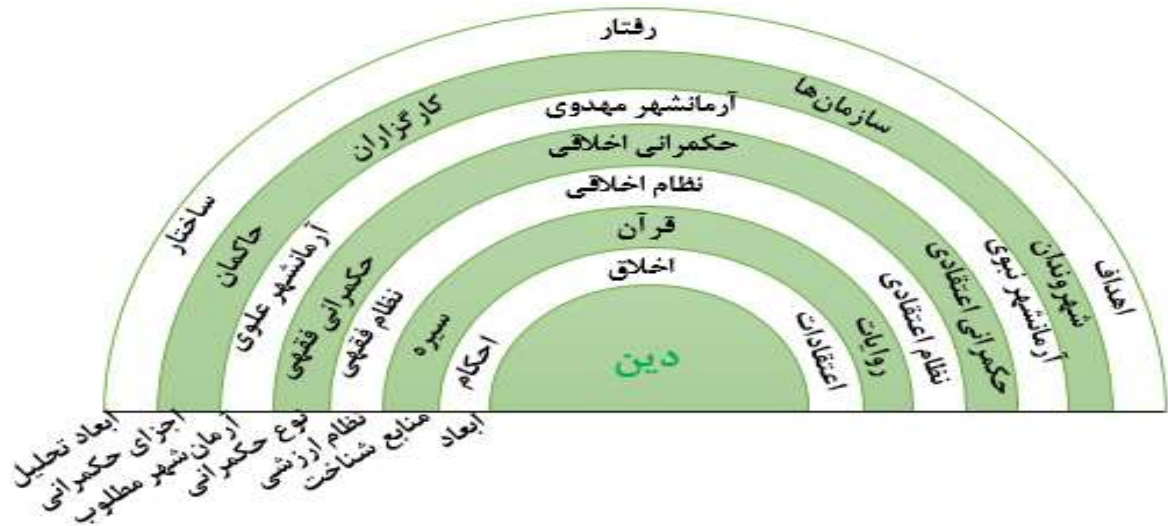 رفتار
اهداف
ساختار
سازمان‌ها
شهروندان
کارگزاران
حاکمان
آرمانشهر مهدوی
آرمانشهر نبوی
آرمانشهر علوی
حکمرانی اخلاقی
حکمرانی اعتقادی
حکمرانی فقهی
نظام اخلاقی
نظام اعتقادی
نظام فقهی
قرآن
روایات
سیره
اخلاق
اعتقادات
احکام
دین
ابعاد
منابع شناخت
نظام ارزشی
نوع حکمرانی
آرمان‌شهر مطلوب
اجزای حکمرانی
ابعاد تحلیل